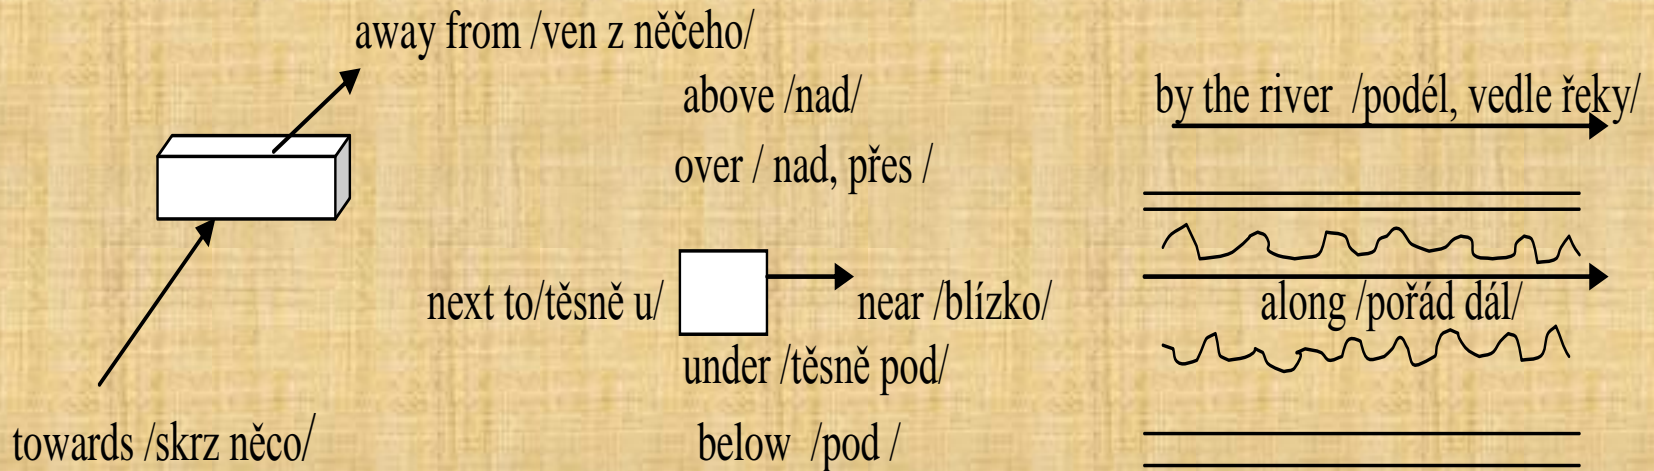 away from /ven z něčeho/
above /nad/
by the river /podél, vedle řeky/
over / nad, přes /
next to/těsně u/
near /blízko/
along /pořád dál/
under /těsně pod/
towards /skrz něco/
below /pod /